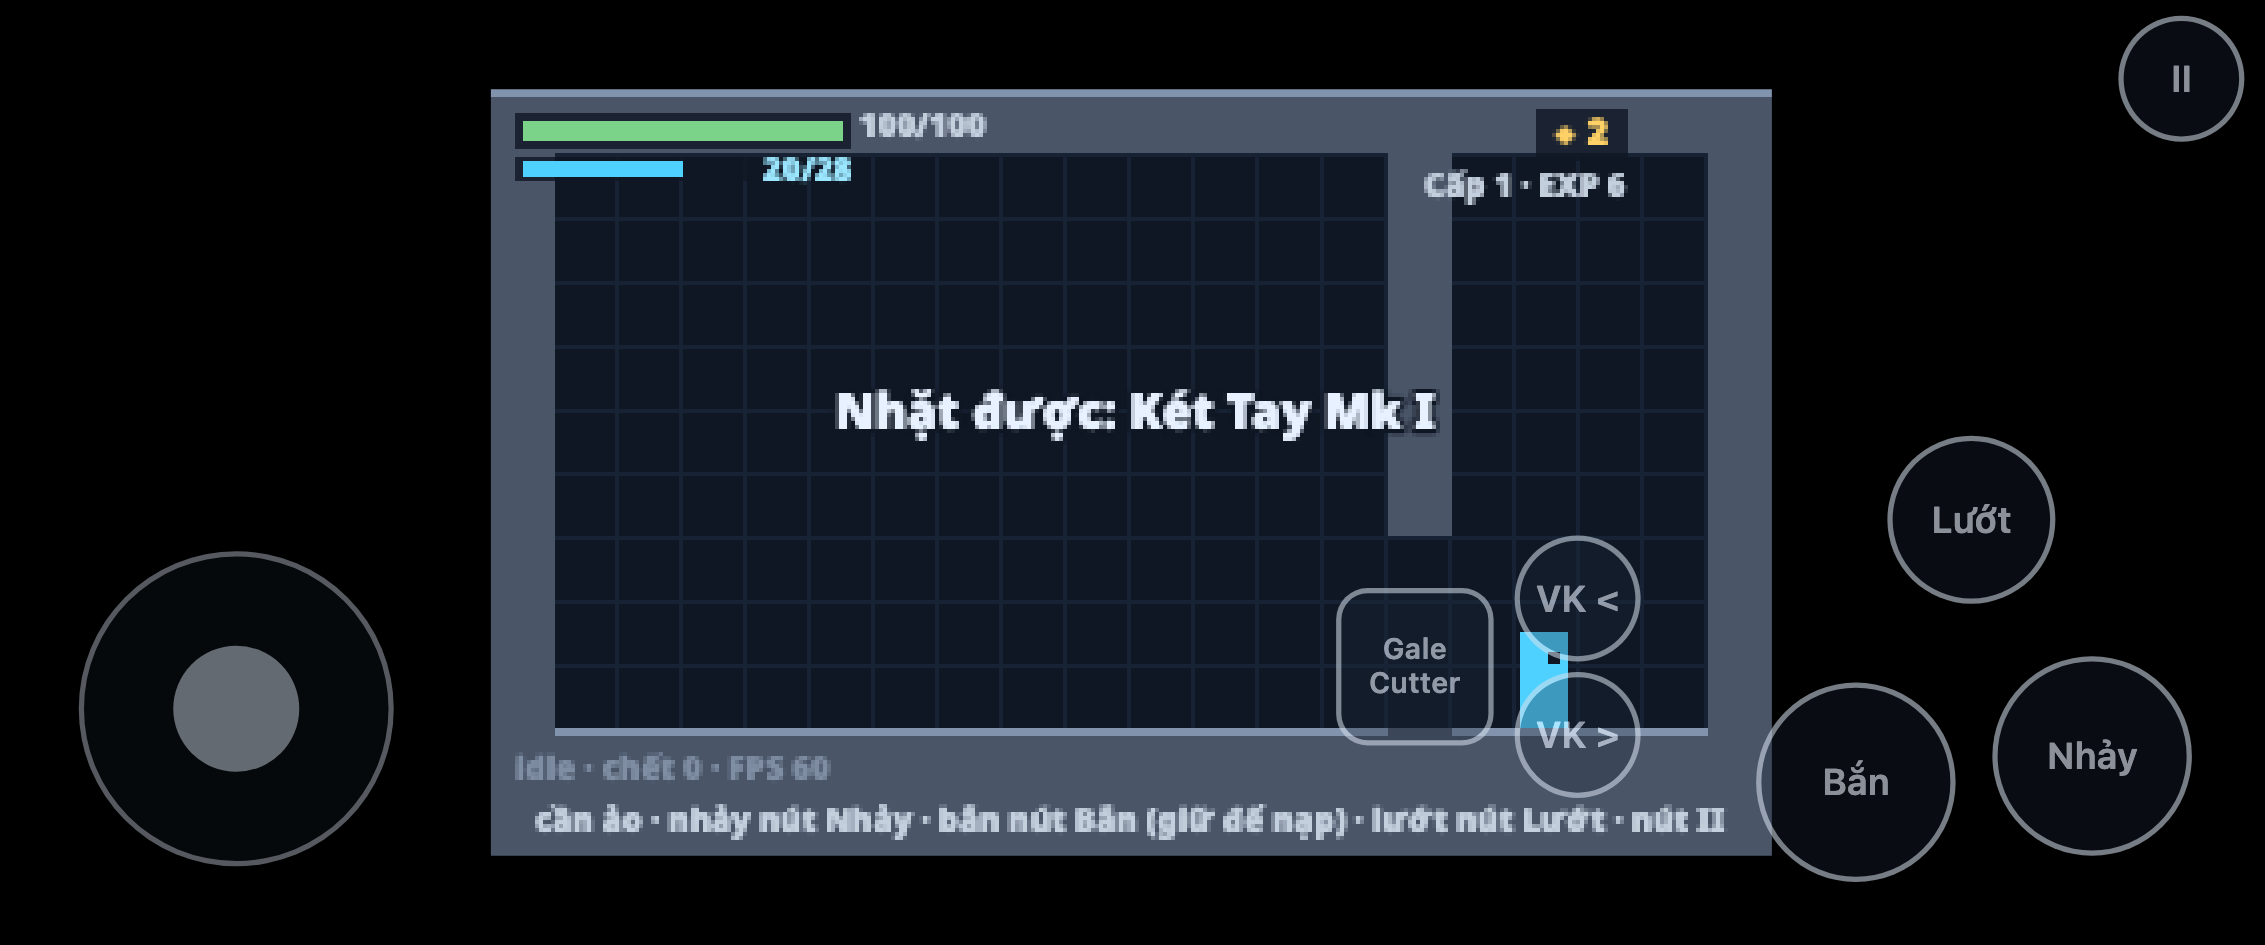 II
100/100
2
20/28
Cấp 1 · EXP 6
Nhặt được: Két Tay Mk I
Lướt
VK <
Gale
Cutter
VK >
Nhảy
Bắn
Idle · chết 0 · FPS 60
cần ảo · nhảy nút Nhảy · bắn nút Bắn (giữ để nạp) · lướt nút Lướt · nút II